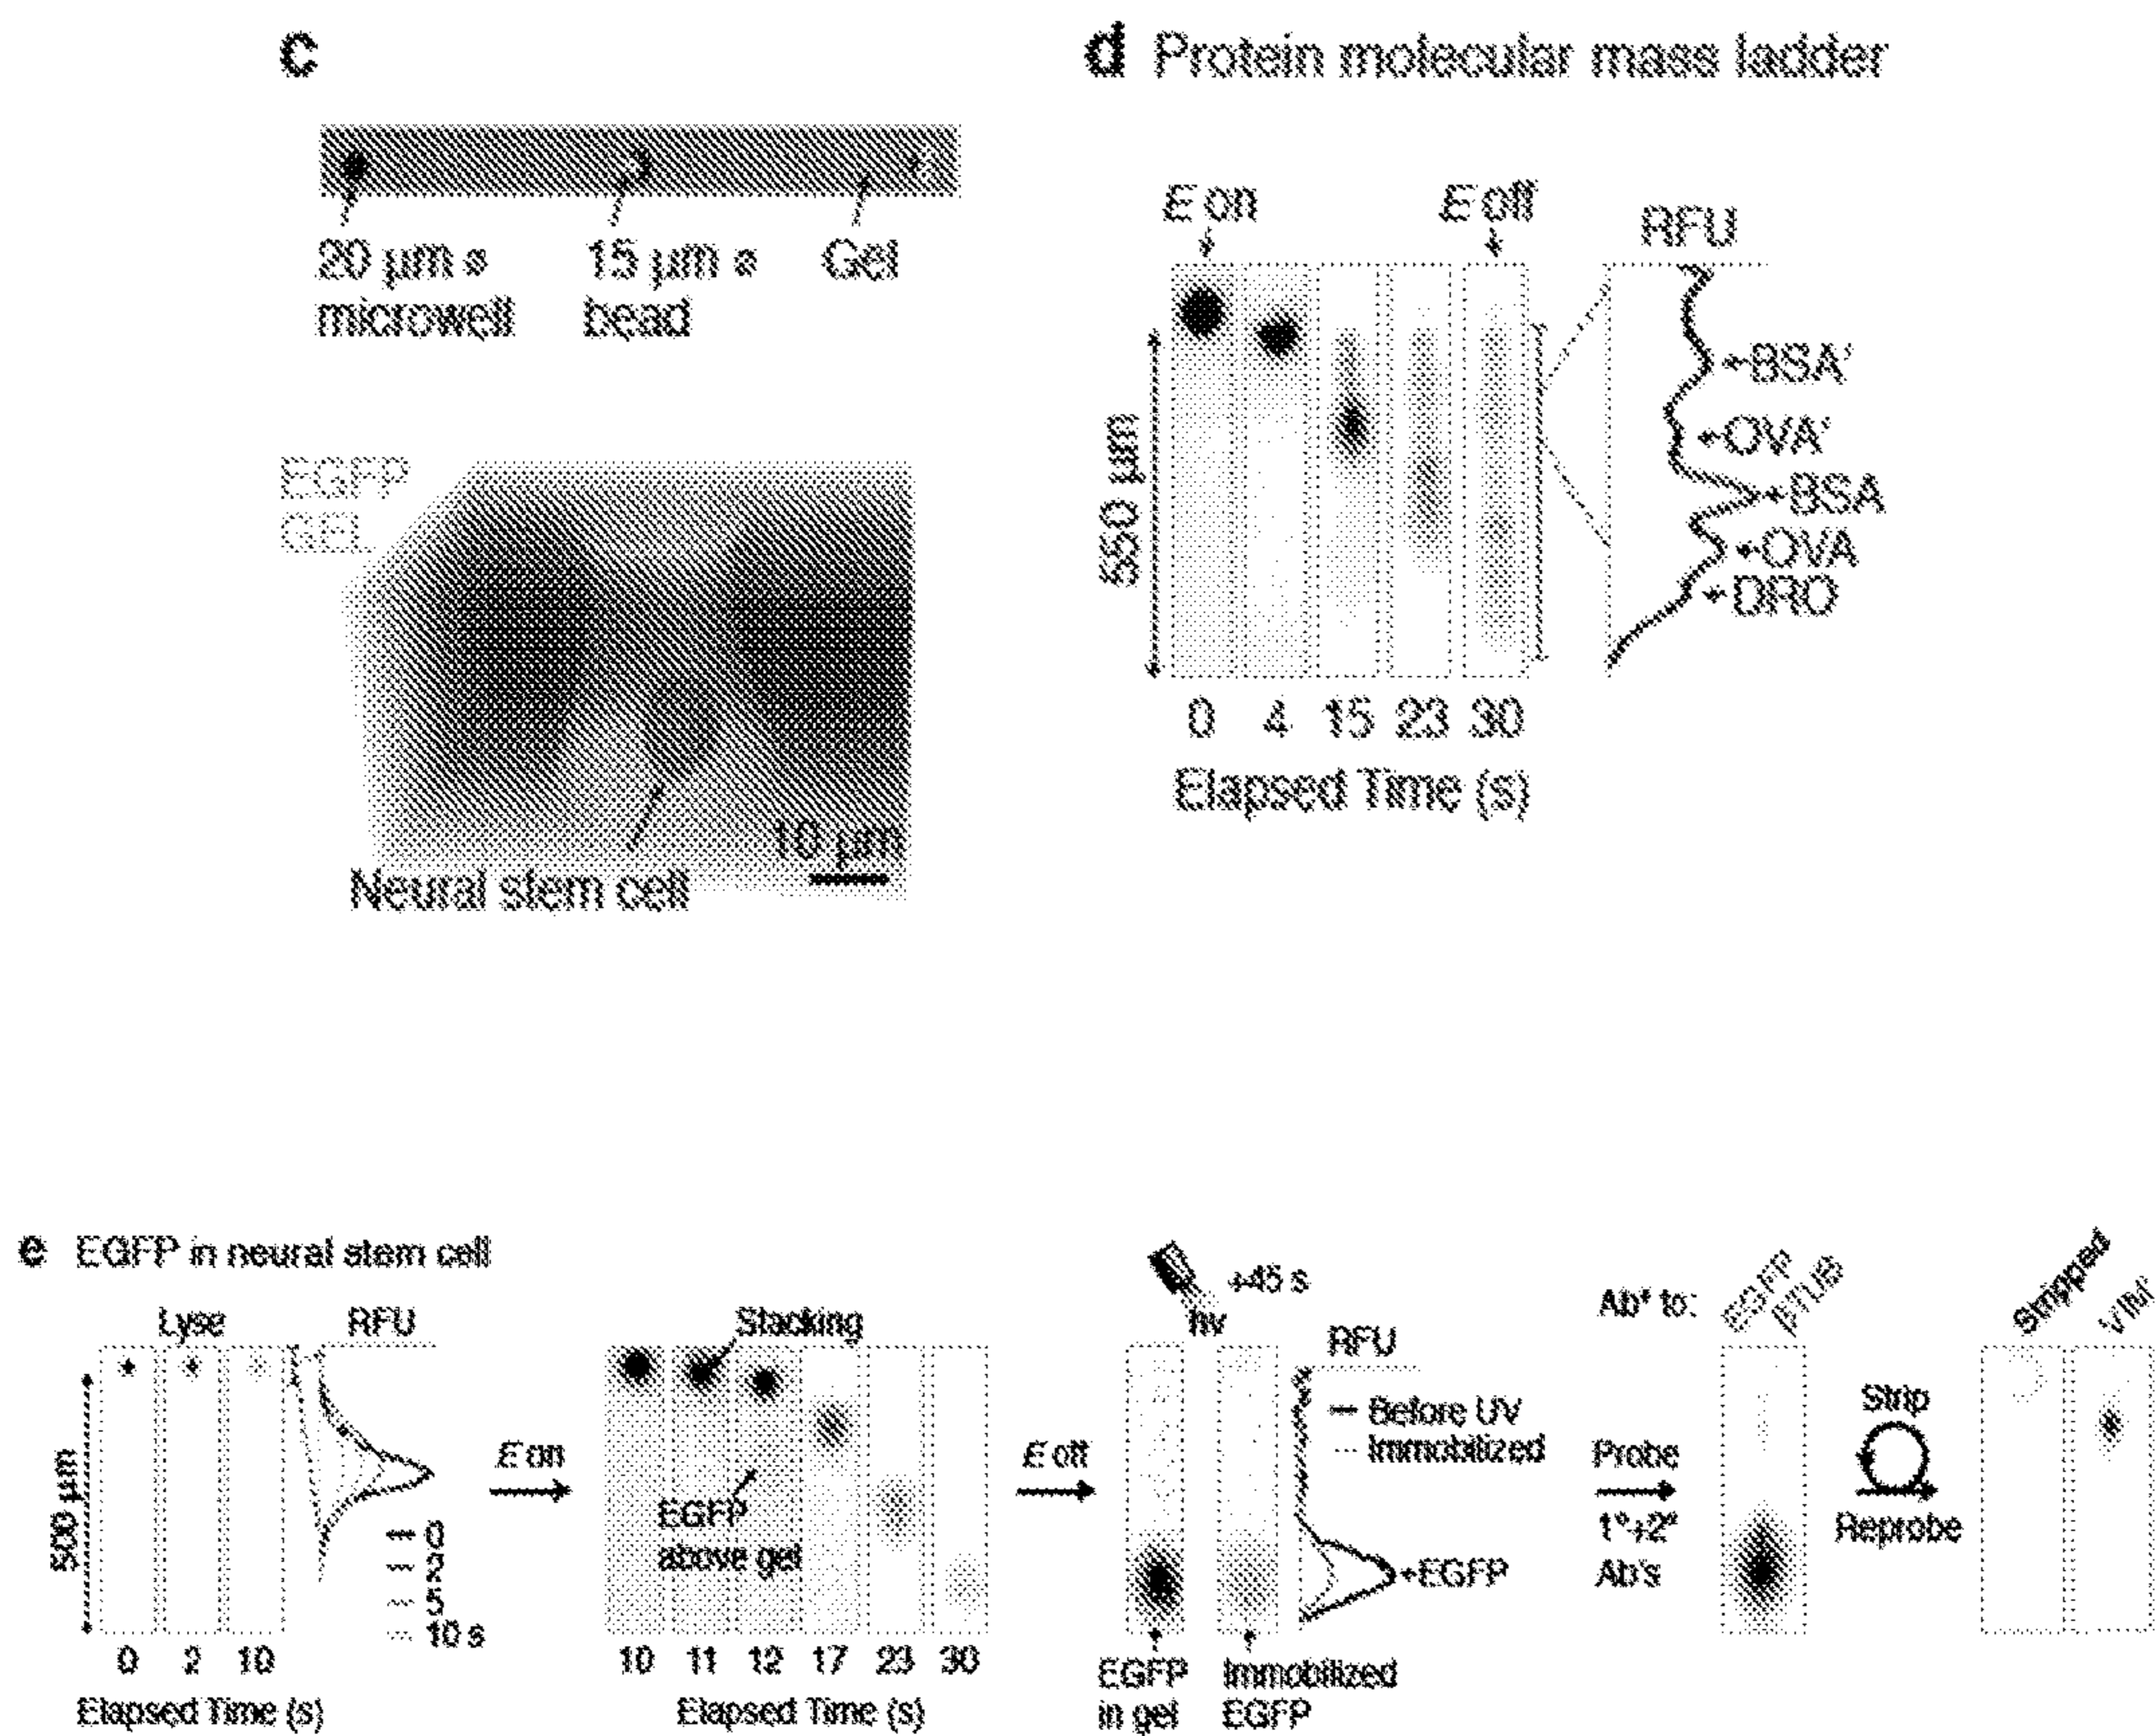 c
20 µm ø
microwell
15 µm ø
bead
Gel
EGFP
GEL
Neural stem cell
10 µm
d Protein molecular mass ladder
E on
E off
RFU
550 µm
BSA'
OVA'
BSA
OVA
DRO
0 4 15 23 30
Elapsed Time (s)
e EGFP in neural stem cell
Lyse
RFU
500 µm
0
2
5
10 s
0 2 10
Elapsed Time (s)
E on
Stacking
EGFP
above gel
10 11 12 17 23 30
Elapsed Time (s)
E off
+45 s
hν
RFU
Before UV
Immobilized
EGFP
EGFP
in gel
Immobilized
EGFP
Probe
1°+2°
Ab's
Ab* to:
EGFP
βTUB
Strip
Reprobe
Stripped
VIM'